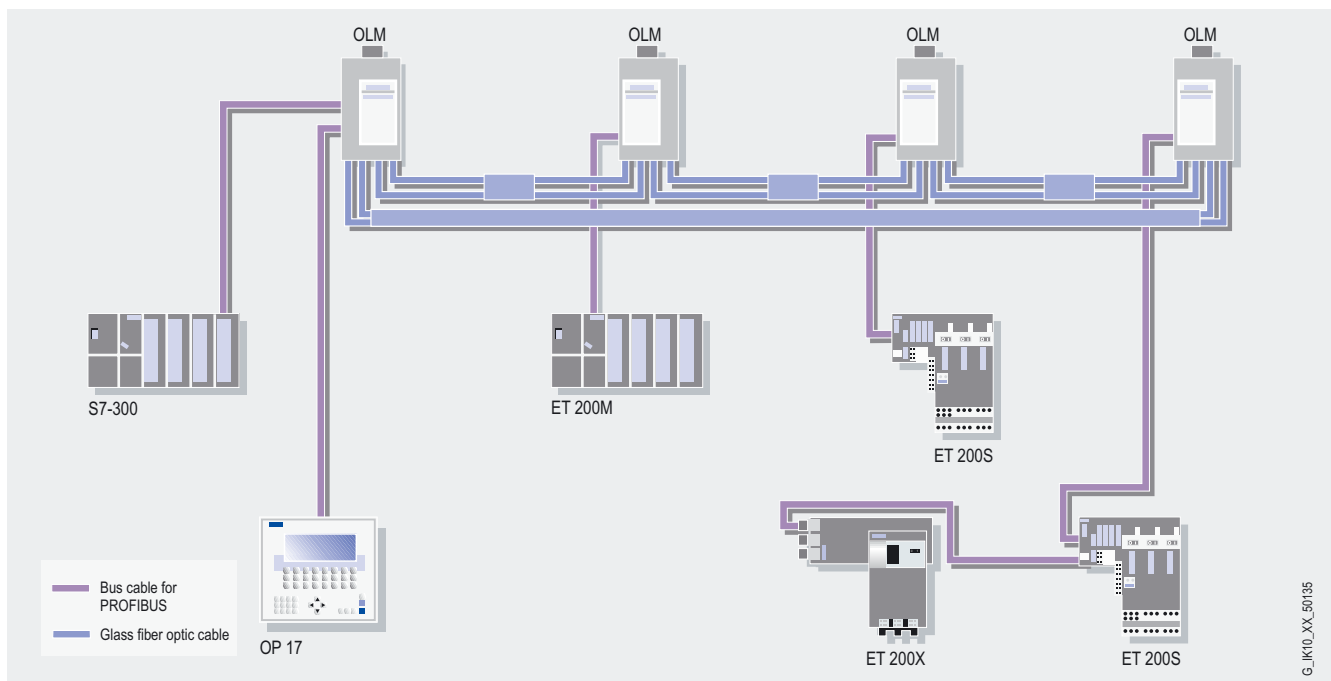 OLM
OLM
OLM
OLM
S7-300
ET 200M
ET 200S
Bus cable for
PROFIBUS
Glass fiber optic cable
OP 17
ET 200X
ET 200S
G_IK10_XX_50135